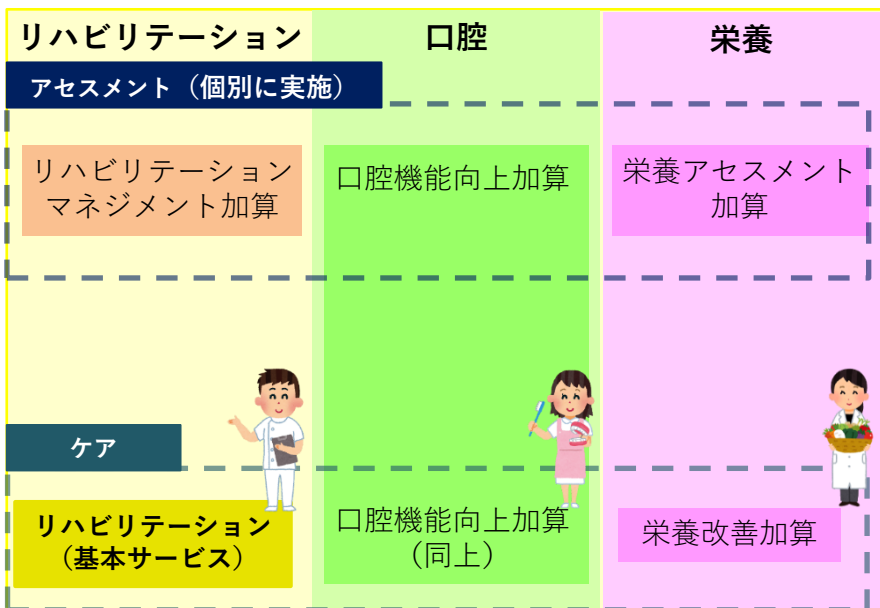 リハビリテーション
口腔
栄養
アセスメント（個別に実施）
リハビリテーション
マネジメント加算
口腔機能向上加算
栄養アセスメント
加算
ケア
リハビリテーション
（基本サービス）
口腔機能向上加算
（同上）
栄養改善加算